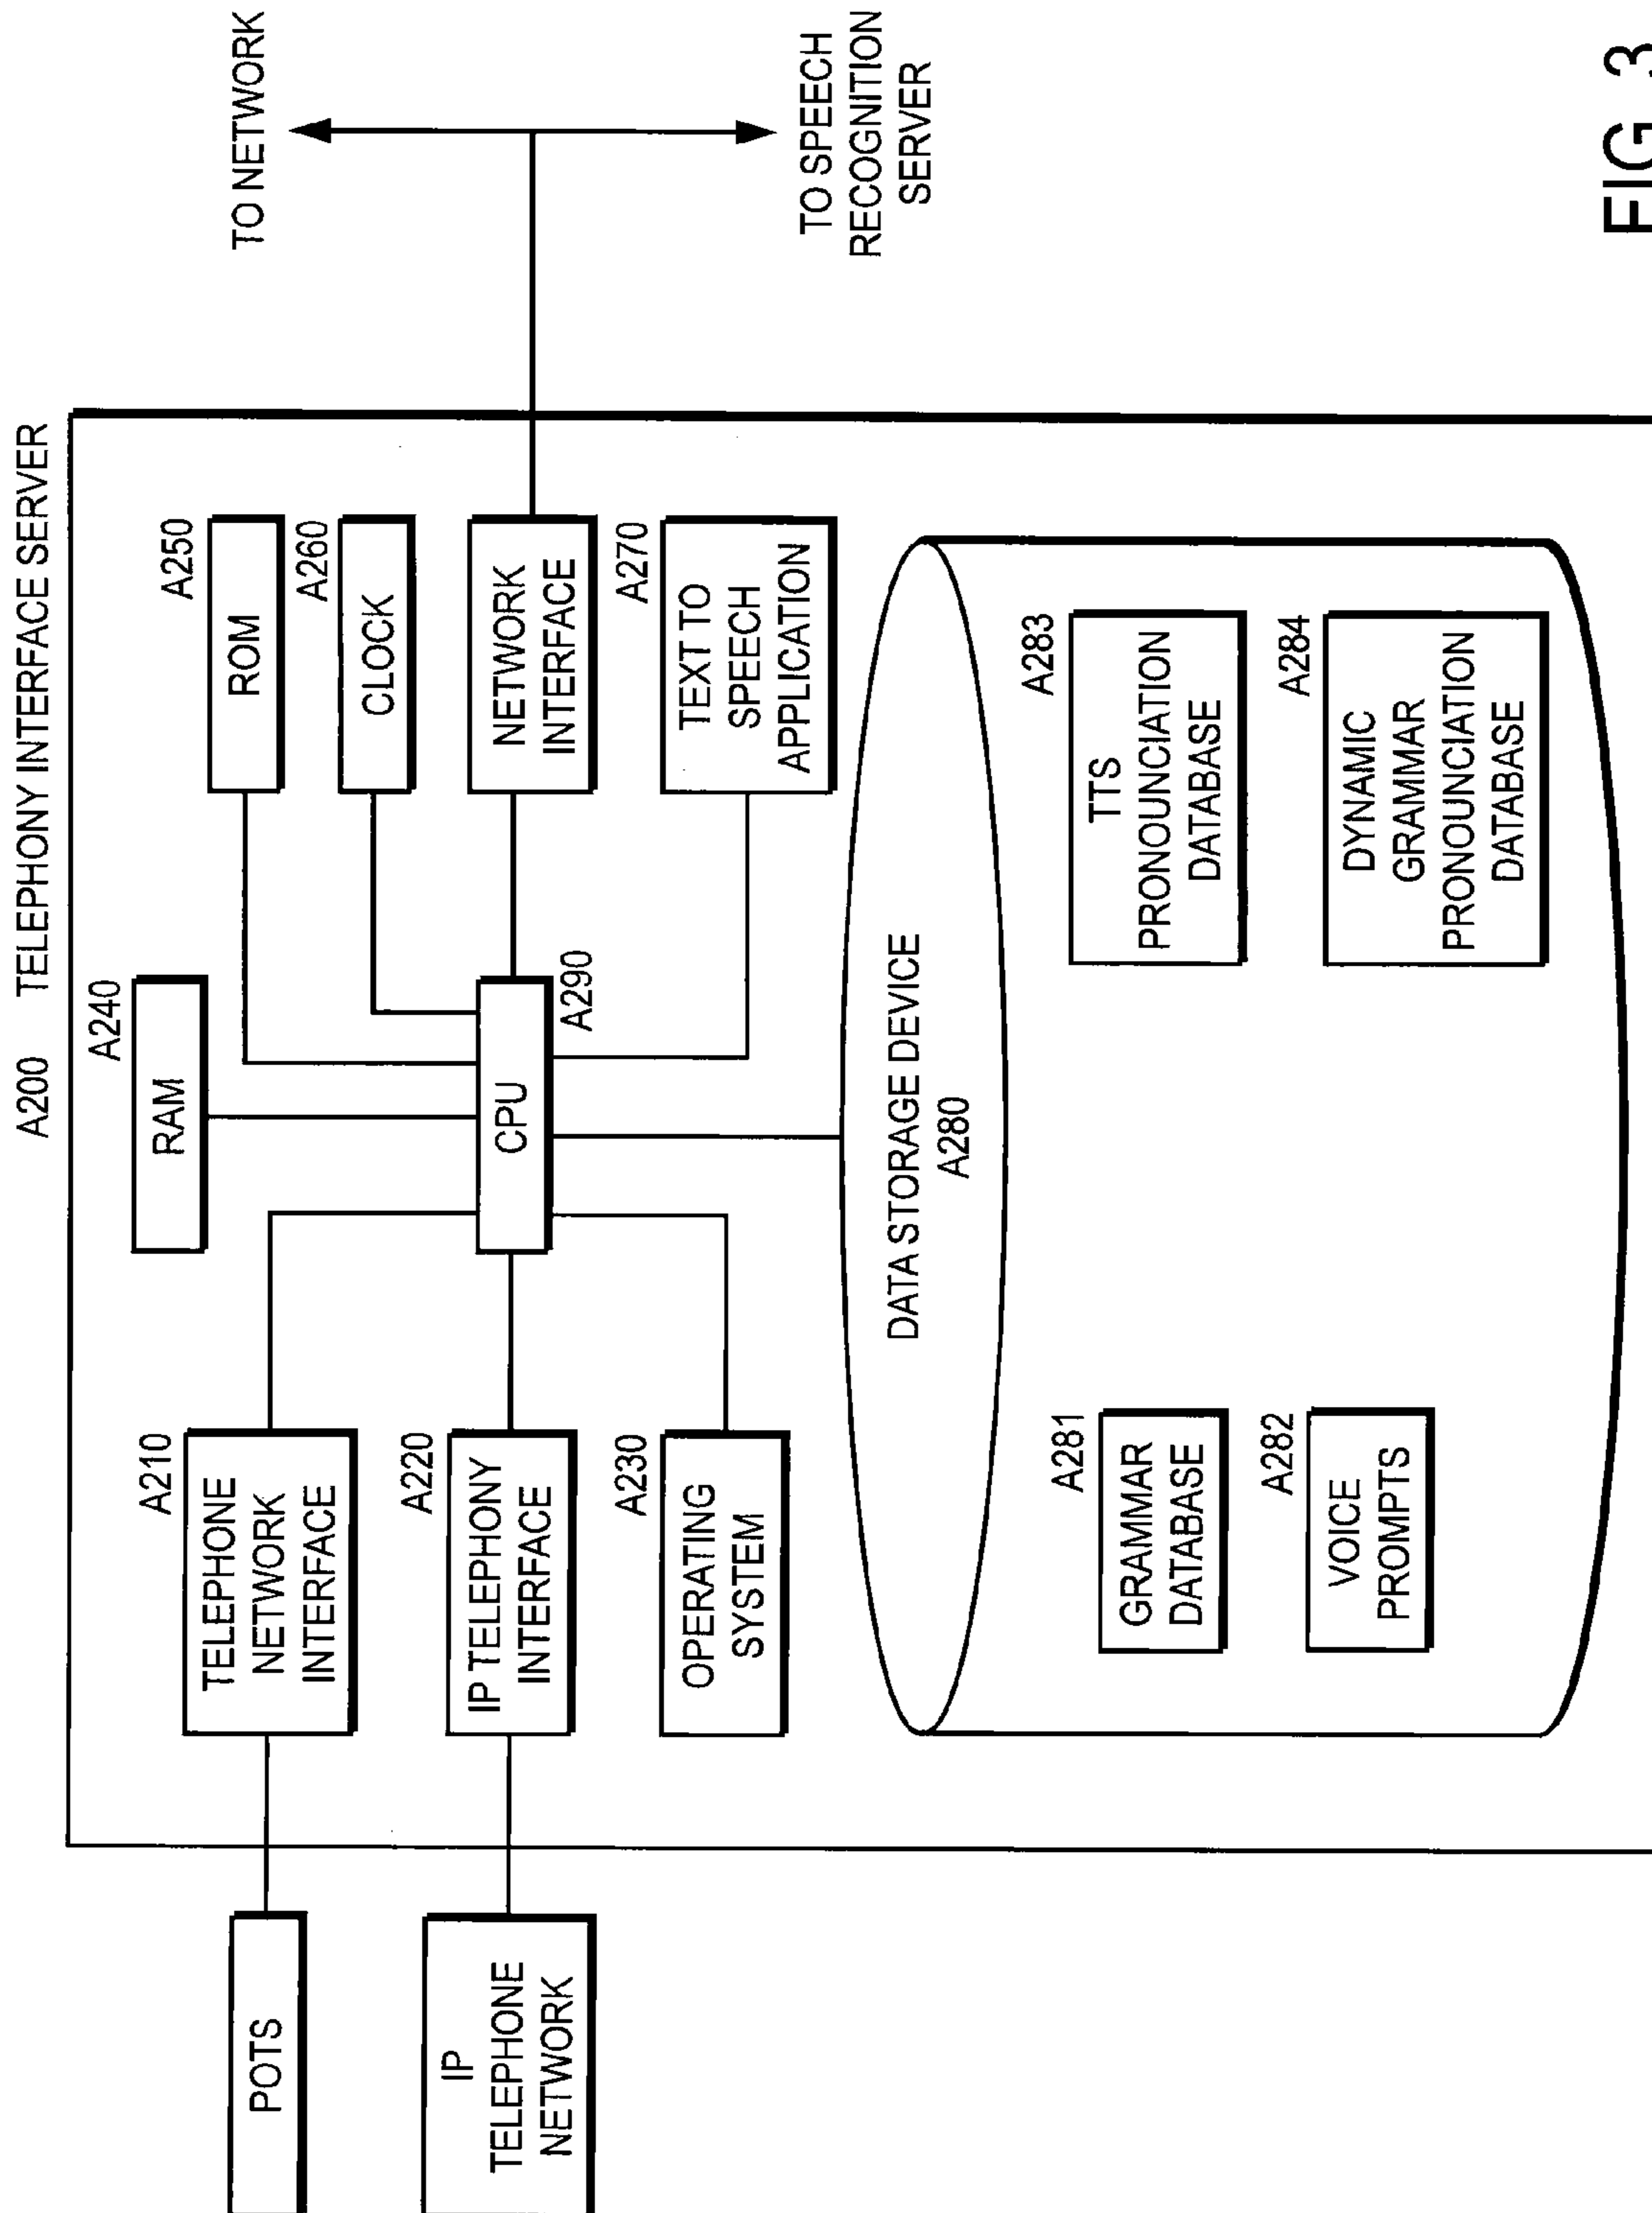 A200 TELEPHONY INTERFACE SERVER
A240
RAM
A210
TELEPHONE
NETWORK
INTERFACE
A250
ROM
POTS
TO NETWORK
A260
CLOCK
A220
IP TELEPHONY
INTERFACE
IP
TELEPHONE
NETWORK
CPU
A290
NETWORK
INTERFACE
A230
OPERATING
SYSTEM
A270
TEXT TO
SPEECH
APPLICATION
TO SPEECH
RECOGNITION
SERVER
DATA STORAGE DEVICE
A280
A281
GRAMMAR
DATABASE
A282
VOICE
PROMPTS
A283
TTS
PRONOUNCIATION
DATABASE
A284
DYNAMIC
GRAMMAR
PRONOUNCIATION
DATABASE
FIG. 3